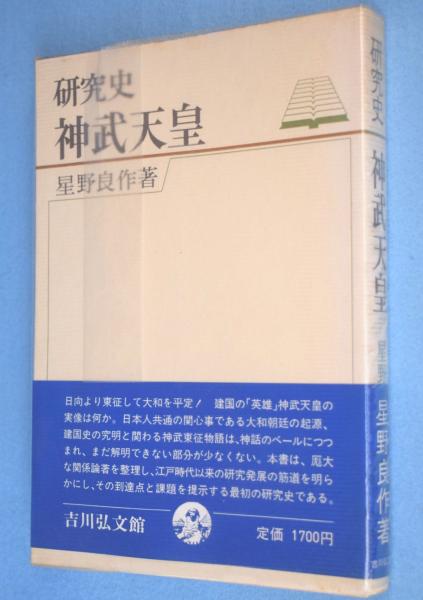 研究史
神武天皇
星野良作著
日向より東征して大和を平定! 建国の「英雄」神武天皇の
実像は何か。日本人共通の関心事である大和朝廷の起源、
建国史の究明と関わる神武東征物語は、神話のベールにつつ
まれ、まだ解明できない部分が少なくない。本書は、厖大
な関係論著を整理し、江戸時代以来の研究発展の筋道を明ら
かにし、その到達点と課題を提示する最初の研究史である。
吉川弘文館
定価 1700円
研究史
神武天皇
星野
星野良作著